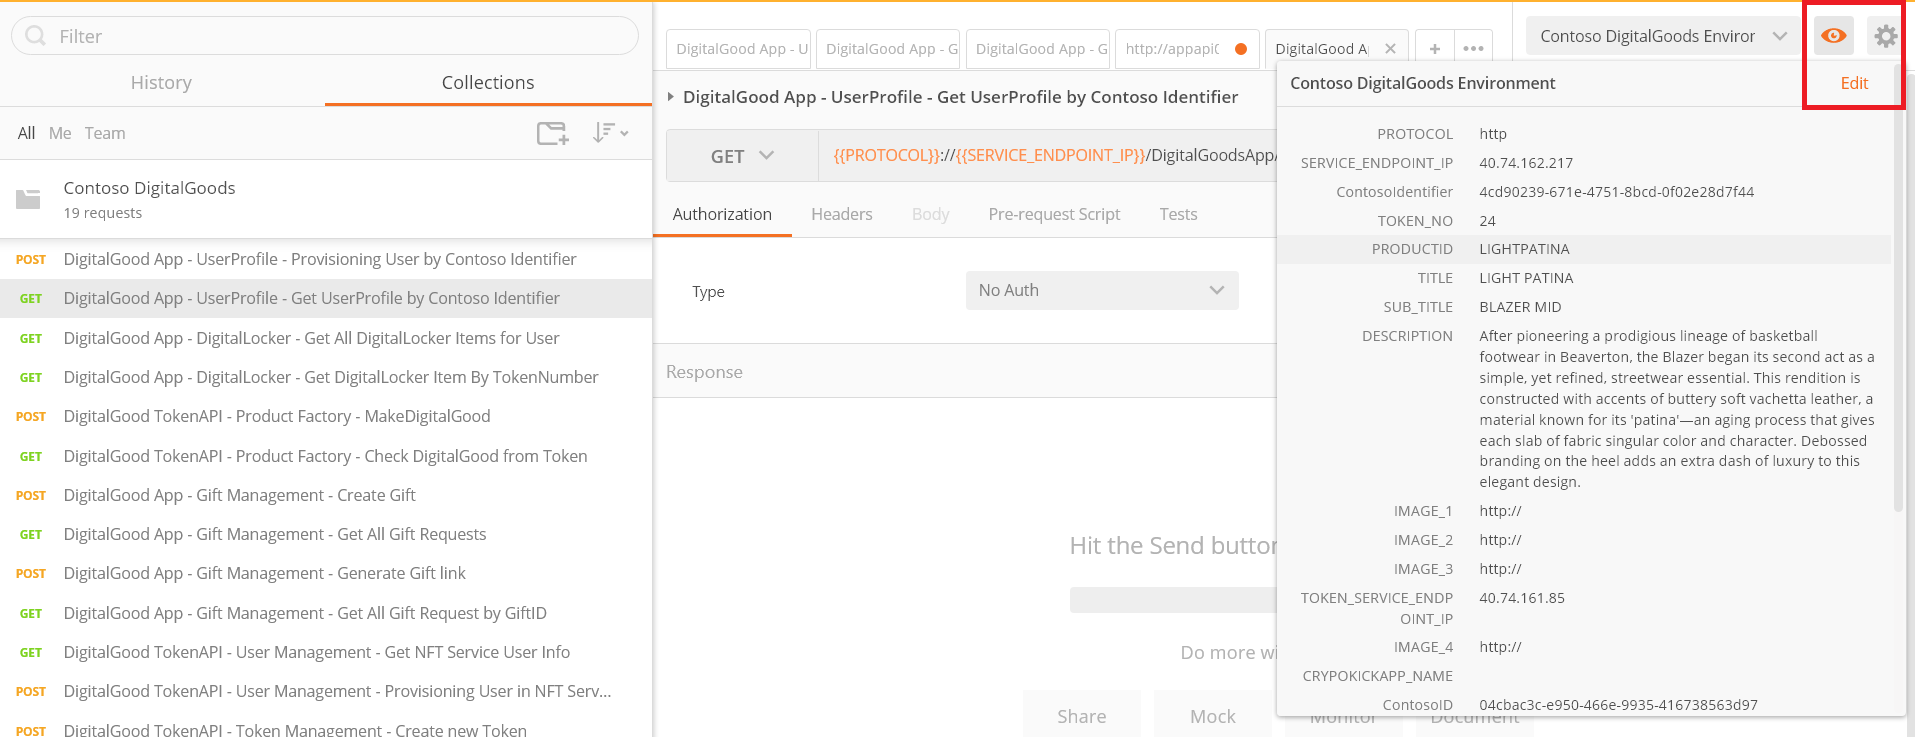 Filter
History
Collections
All Me Team
Contoso DigitalGoods
19 requests
POST DigitalGood App - UserProfile - Provisioning User by Contoso Identifier
GET DigitalGood App - UserProfile - Get UserProfile by Contoso Identifier
GET DigitalGood App - DigitalLocker - Get All DigitalLocker Items for User
GET DigitalGood App - DigitalLocker - Get DigitalLocker Item By TokenNumber
POST DigitalGood TokenAPI - Product Factory - MakeDigitalGood
GET DigitalGood TokenAPI - Product Factory - Check DigitalGood from Token
POST DigitalGood App - Gift Management - Create Gift
GET DigitalGood App - Gift Management - Get All Gift Requests
POST DigitalGood App - Gift Management - Generate Gift link
GET DigitalGood App - Gift Management - Get All Gift Request by GiftID
GET DigitalGood TokenAPI - User Management - Get NFT Service User Info
POST DigitalGood TokenAPI - User Management - Provisioning User in NFT Serv...
POST DigitalGood TokenAPI - Token Management - Create new Token
DigitalGood App - U
DigitalGood App - G
DigitalGood App - G
http://appapi
DigitalGood A
+
•••
Contoso DigitalGoods Enviror
DigitalGood App - UserProfile - Get UserProfile by Contoso Identifier
GET {{PROTOCOL}}://{{SERVICE_ENDPOINT_IP}}/DigitalGoodsApp/
Authorization Headers Body Pre-request Script Tests
Type No Auth
Response
Hit the Send button
Do more wi
Share Mock Monitor Document
Contoso DigitalGoods Environment Edit
PROTOCOL http
SERVICE_ENDPOINT_IP 40.74.162.217
ContosoIdentifier 4cd90239-671e-4751-8bcd-0f02e28d7f44
TOKEN_NO 24
PRODUCTID LIGHTPATINA
TITLE LIGHT PATINA
SUB_TITLE BLAZER MID
DESCRIPTION After pioneering a prodigious lineage of basketball
footwear in Beaverton, the Blazer began its second act as a
simple, yet refined, streetwear essential. This rendition is
constructed with accents of buttery soft vachetta leather, a
material known for its 'patina'—an aging process that gives
each slab of fabric singular color and character. Debossed
branding on the heel adds an extra dash of luxury to this
elegant design.
IMAGE_1 http://
IMAGE_2 http://
IMAGE_3 http://
TOKEN_SERVICE_ENDP 40.74.161.85
OINT_IP
IMAGE_4 http://
CRYPOKICKAPP_NAME
ContosoID 04cbac3c-e950-466e-9935-416738563d97